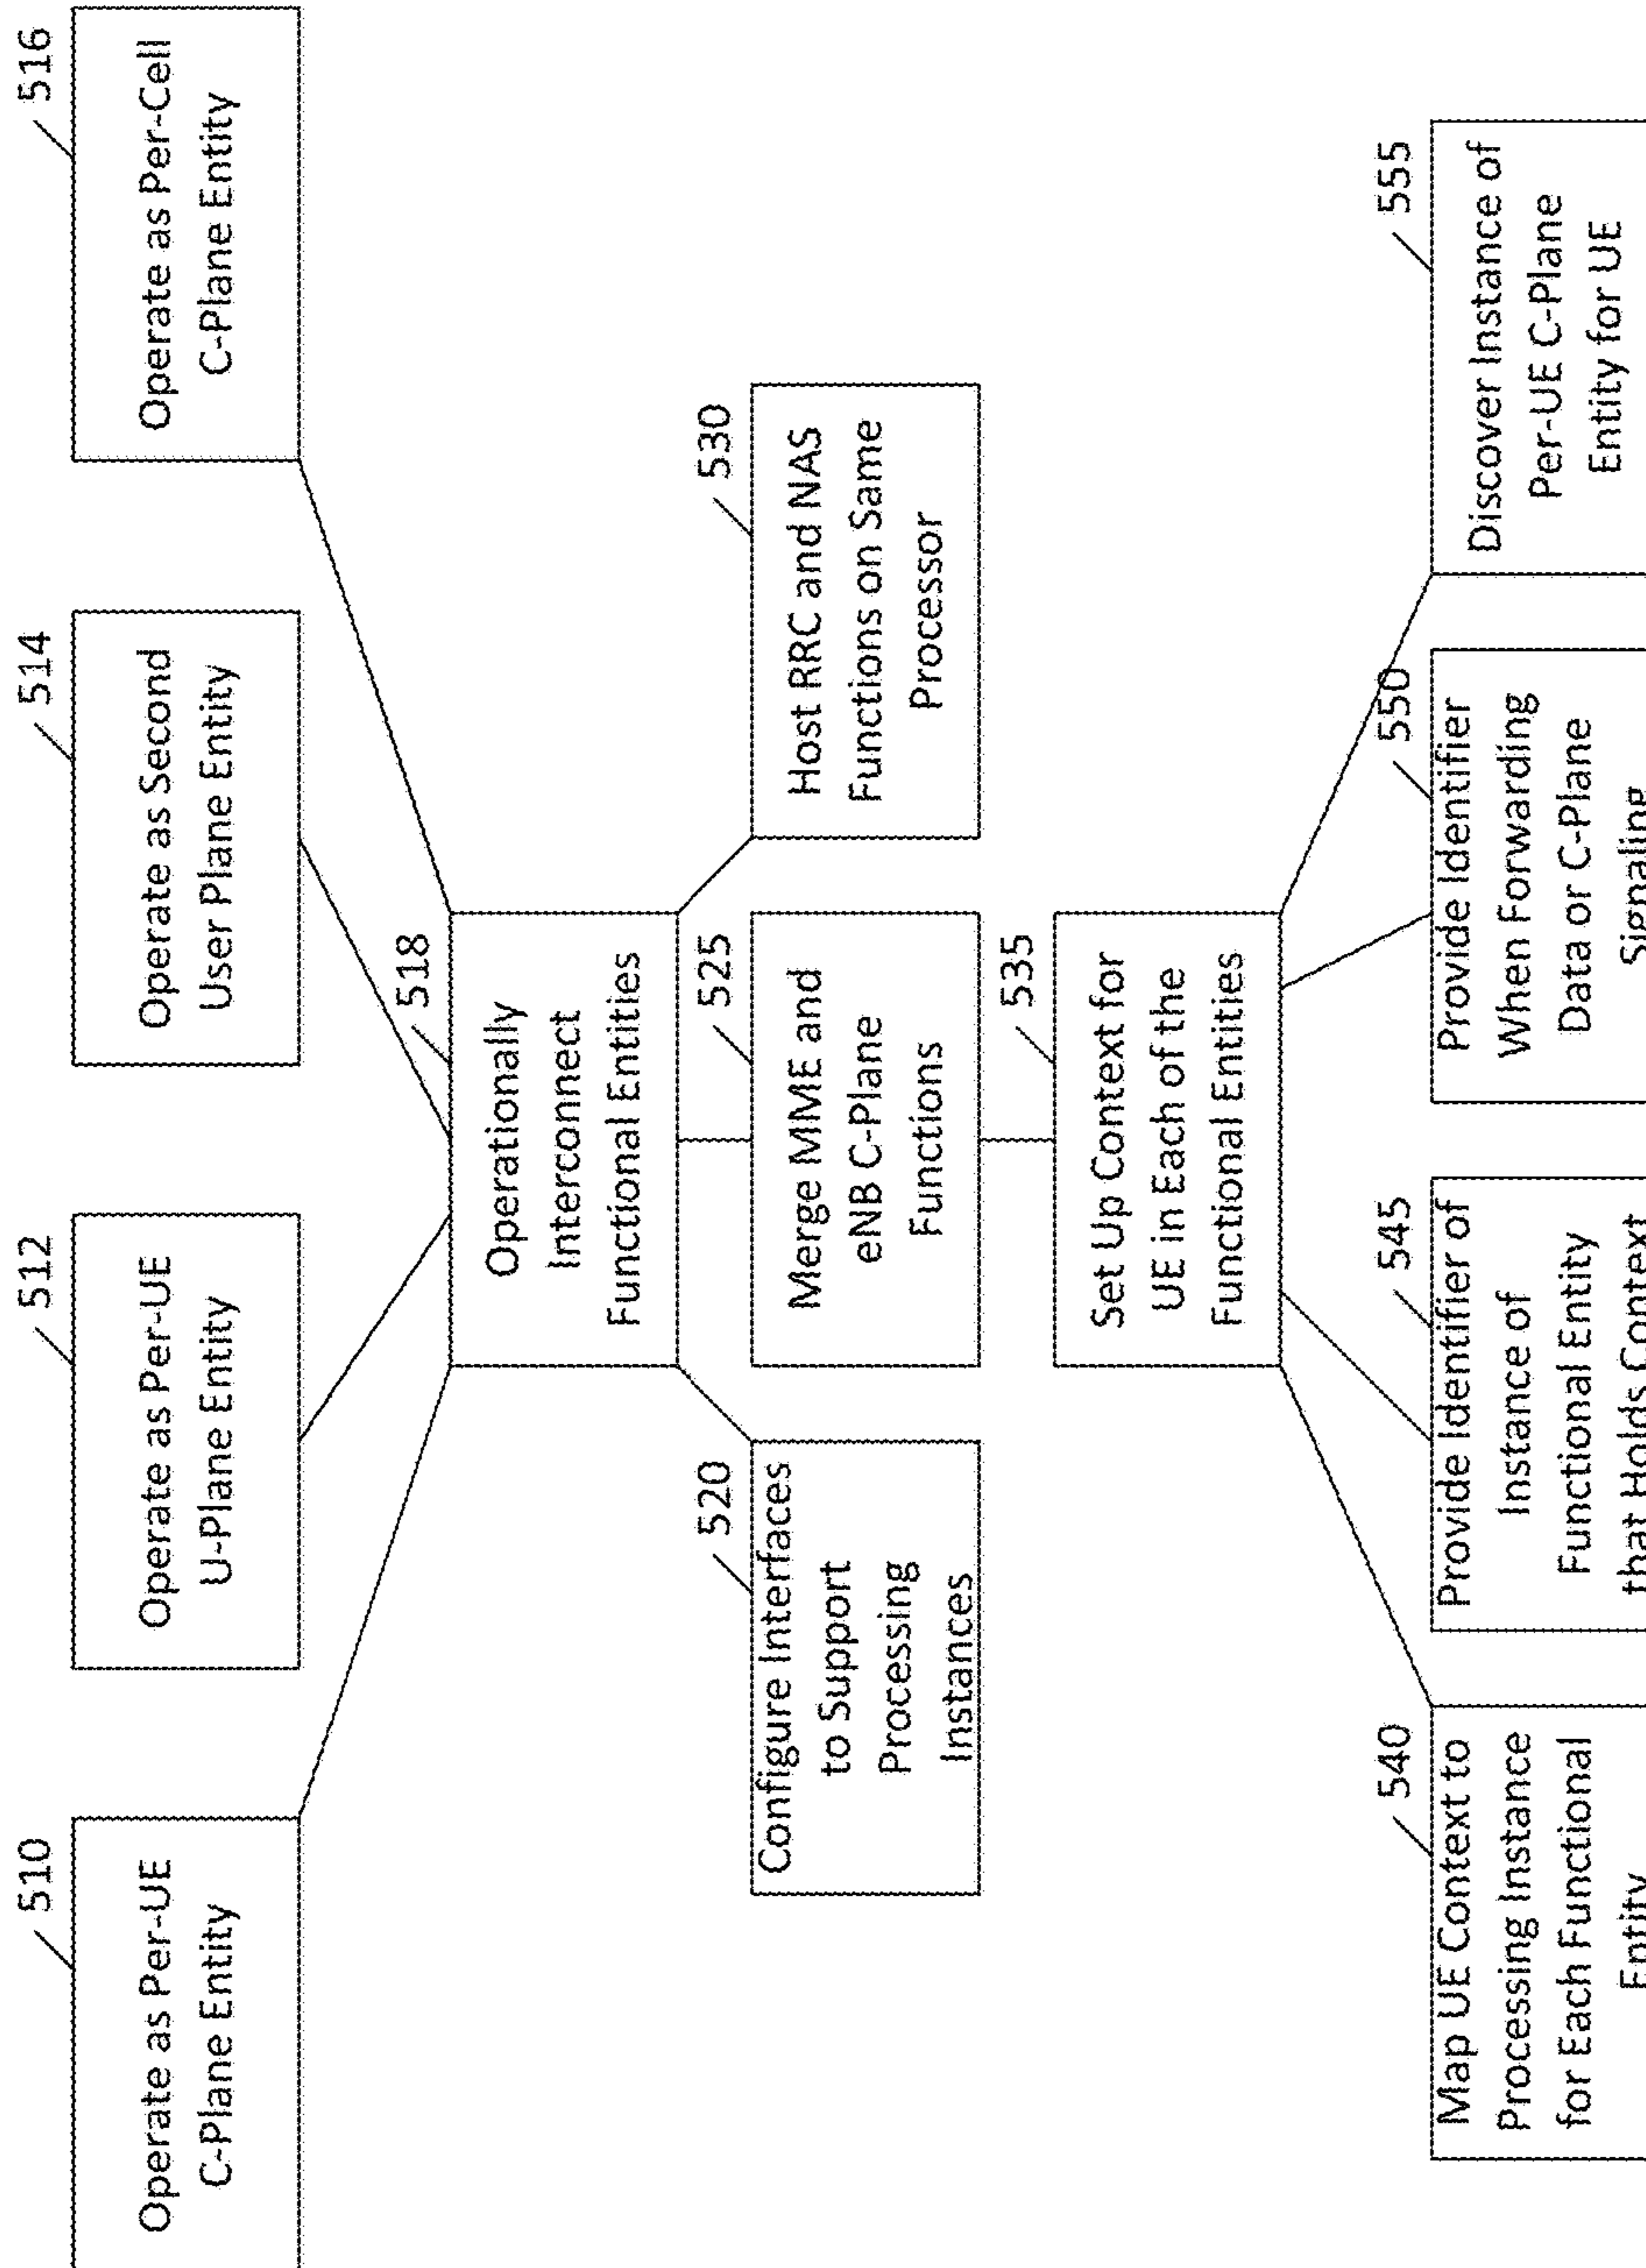 510
Operate as Per-UE
C-Plane Entity
512
Operate as Per-UE
U-Plane Entity
514
Operate as Second
User Plane Entity
516
Operate as Per-Cell
C-Plane Entity
518
Operationally
Interconnect
Functional Entities
520
Configure Interfaces
to Support
Processing
Instances
525
Merge MME and
eNB C-Plane
Functions
530
Host RRC and NAS
Functions on Same
Processor
535
Set Up Context for
UE in Each of the
Functional Entities
540
Map UE Context to
Processing Instance
for Each Functional
Entity
545
Provide Identifier of
Instance of
Functional Entity
that Holds Context
550
Provide Identifier
When Forwarding
Data or C-Plane
Signaling
555
Discover Instance of
Per-UE C-Plane
Entity for UE